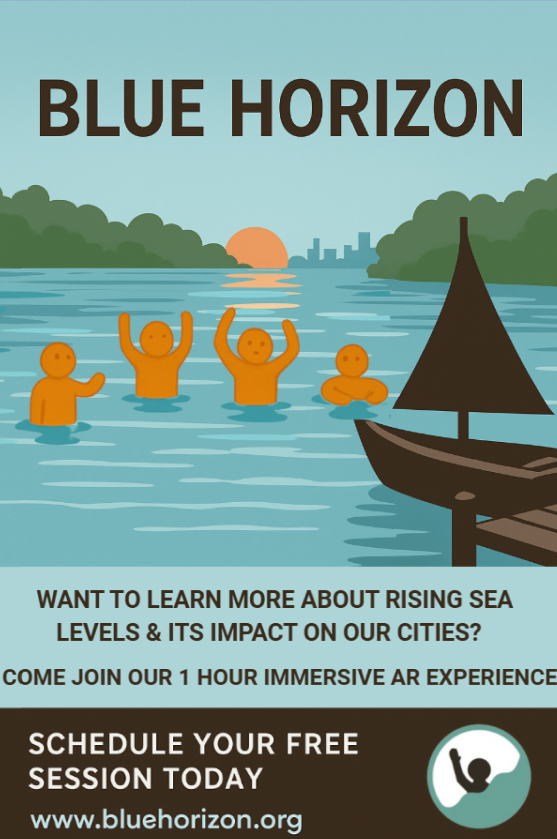 BLUE HORIZON
WANT TO LEARN MORE ABOUT RISING SEA
LEVELS & ITS IMPACT ON OUR CITIES?
COME JOIN OUR 1 HOUR IMMERSIVE AR EXPERIENCE
SCHEDULE YOUR FREE
SESSION TODAY
www.bluehorizon.org